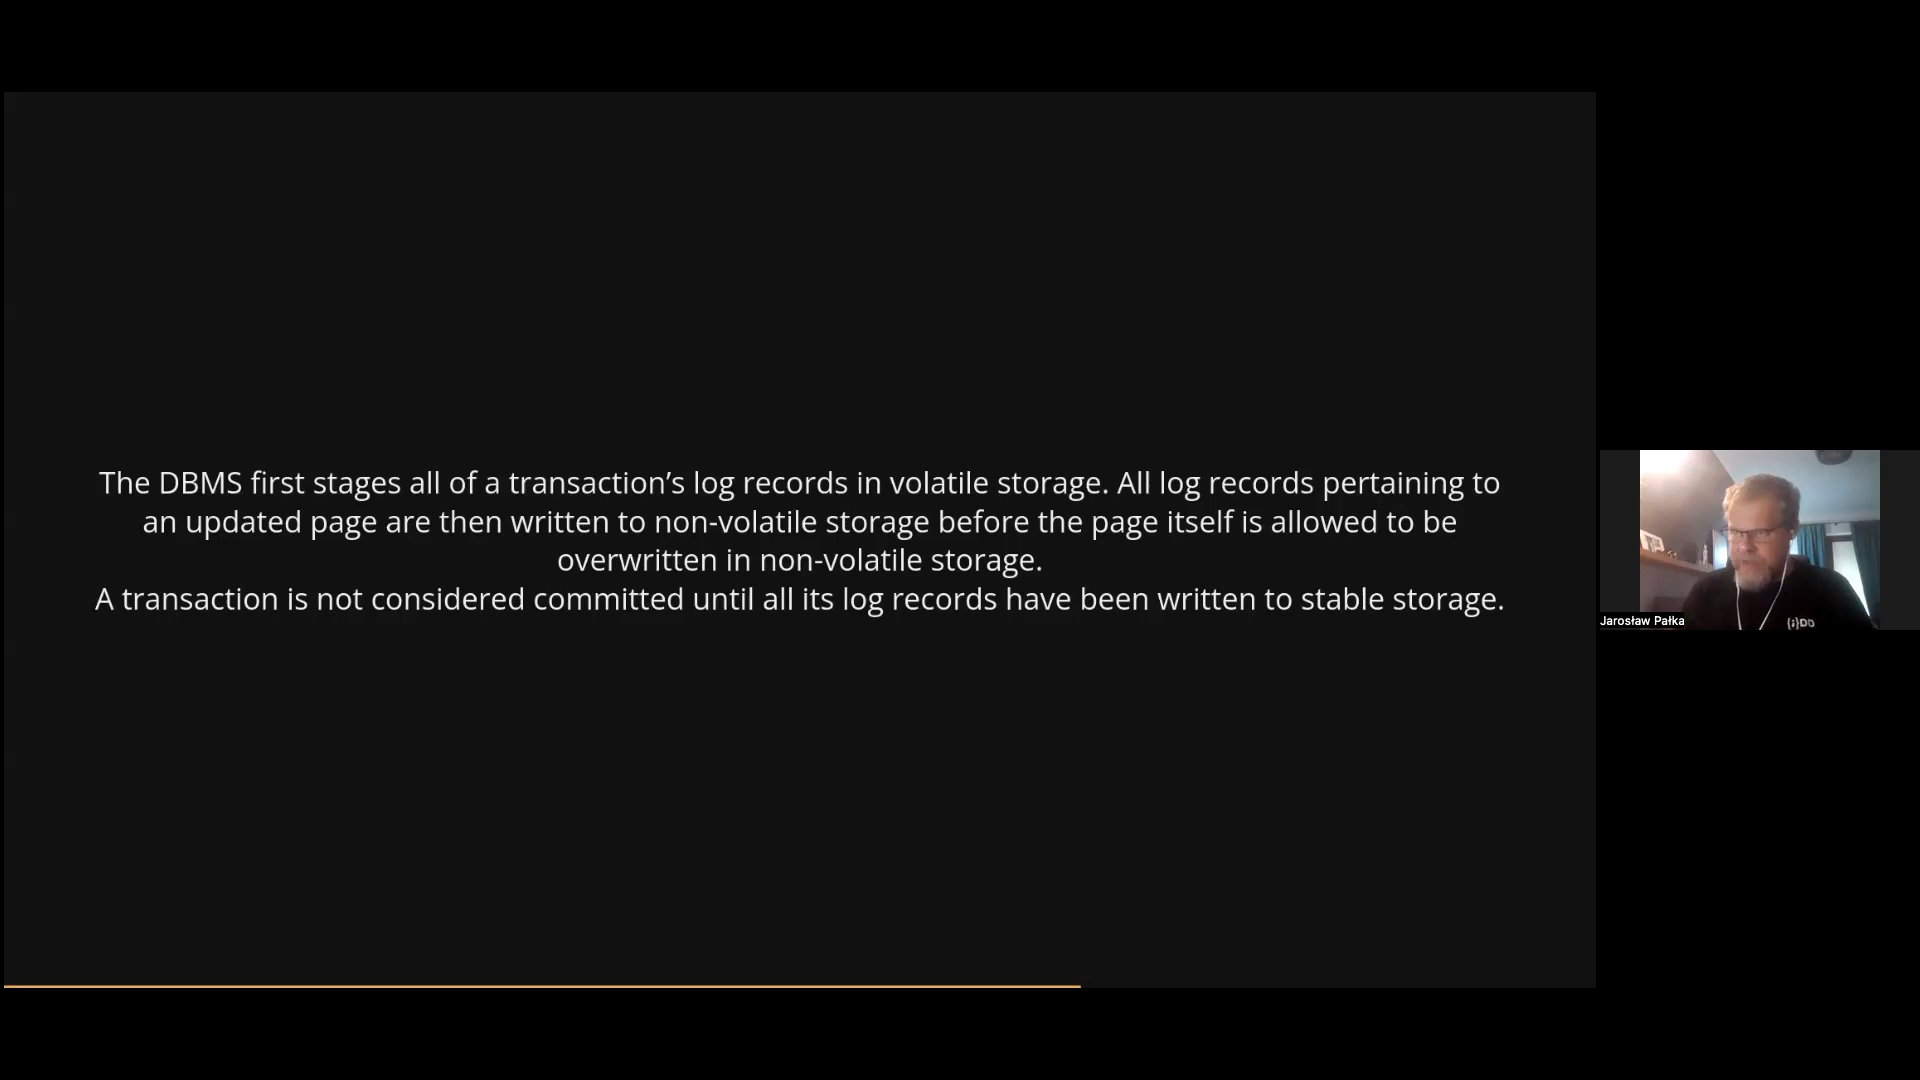 The DBMS first stages all of a transaction’s log records in volatile storage. All log records pertaining to
an updated page are then written to non-volatile storage before the page itself is allowed to be
overwritten in non-volatile storage.
A transaction is not considered committed until all its log records have been written to stable storage.
Jarosław Pałka
{;}DD